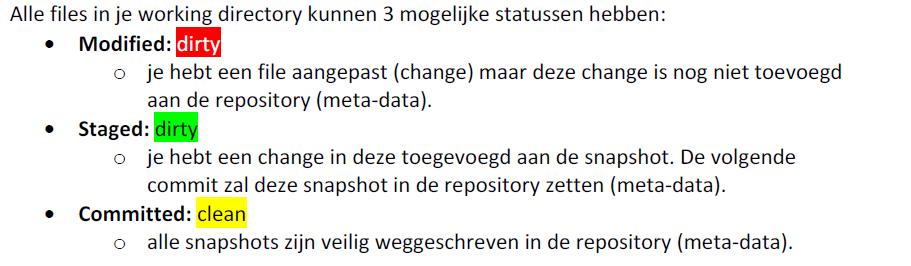 Alle files in je working directory kunnen 3 mogelijke statussen hebben:
• Modified: dirty
o je hebt een file aangepast (change) maar deze change is nog niet toevoegd
aan de repository (meta-data).
• Staged: dirty
o je hebt een change in deze toegevoegd aan de snapshot. De volgende
commit zal deze snapshot in de repository zetten (meta-data).
• Committed: clean
o alle snapshots zijn veilig weggeschreven in de repository (meta-data).